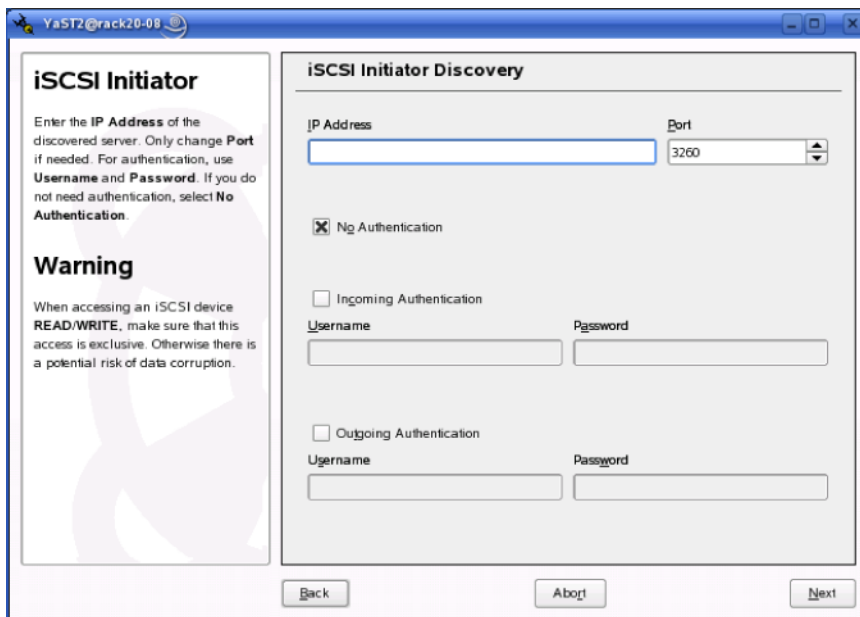 YaST2@rack20-08
iSCSI Initiator
Enter the IP Address of the
discovered server. Only change Port
if needed. For authentication, use
Username and Password. If you do
not need authentication, select No
Authentication.
Warning
When accessing an iSCSI device
READ/WRITE, make sure that this
access is exclusive. Otherwise there is
a potential risk of data corruption.
iSCSI Initiator Discovery
IP Address Port
3260
No Authentication
Incoming Authentication
Username Password
Outgoing Authentication
Username Password
Back Abort Next